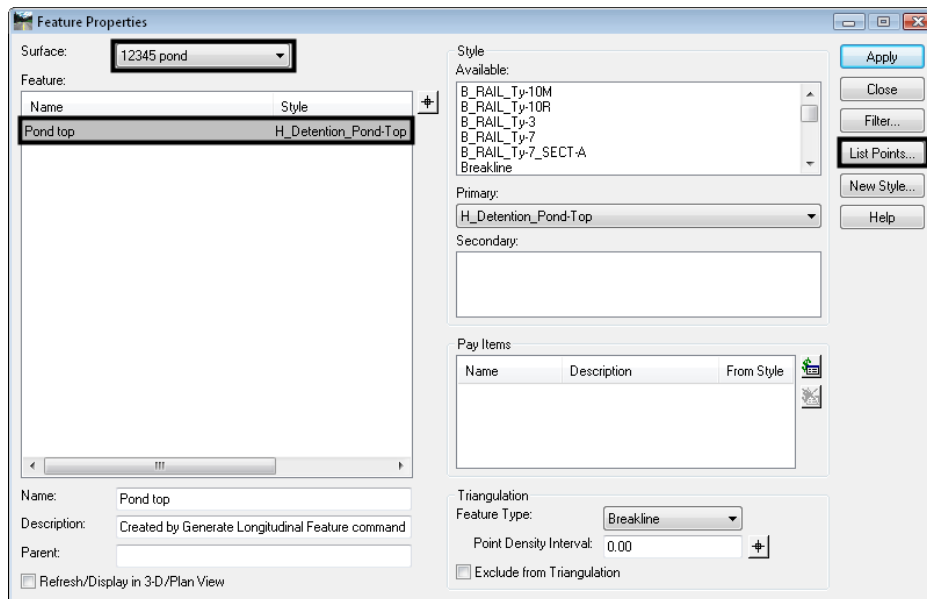 Feature Properties
Surface:
12345 pond
Feature:
Name Style
Pond top H_Detention_Pond-Top
Name: Pond top
Description: Created by Generate Longitudinal Feature command
Parent:
Refresh/Display in 3-D/Plan View
Style
Available:
B_RAIL_Ty-10M
B_RAIL_Ty-10R
B_RAIL_Ty-3
B_RAIL_Ty-7
B_RAIL_Ty-7_SECT-A
Breakline
Primary:
H_Detention_Pond-Top
Secondary:
Pay Items
Name Description From Style
Triangulation
Feature Type: Breakline
Point Density Interval: 0.00
Exclude from Triangulation
Apply
Close
Filter...
List Points...
New Style...
Help